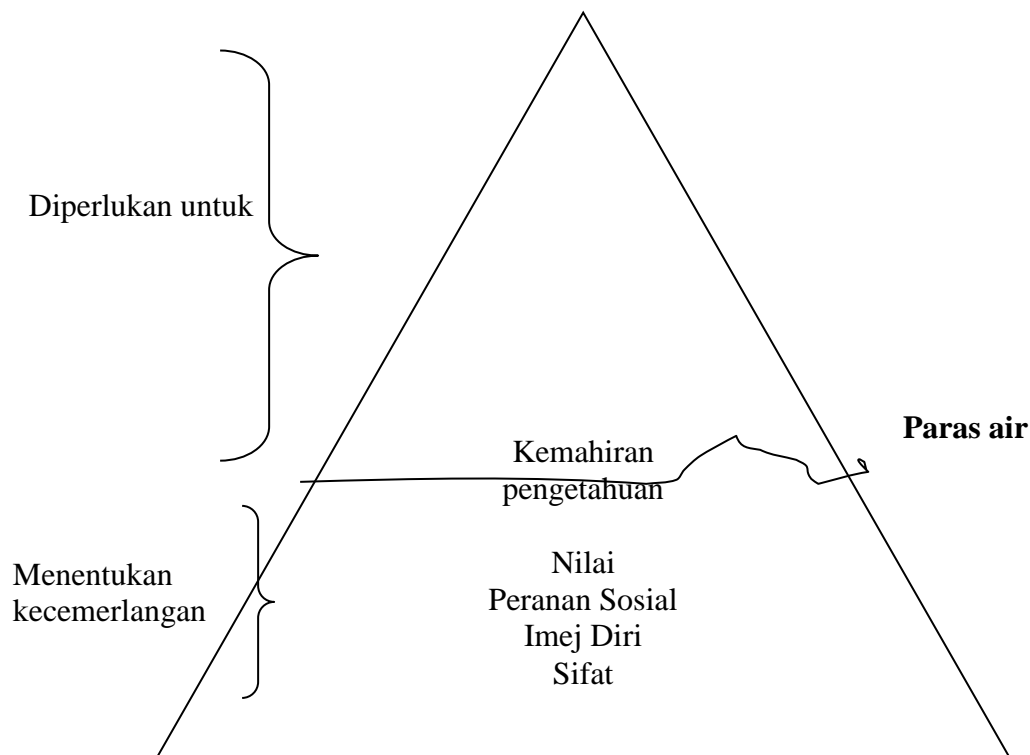 Diperlukan untuk
Paras air
Kemahiran
pengetahuan
Menentukan
kecemerlangan
Nilai
Peranan Sosial
Imej Diri
Sifat